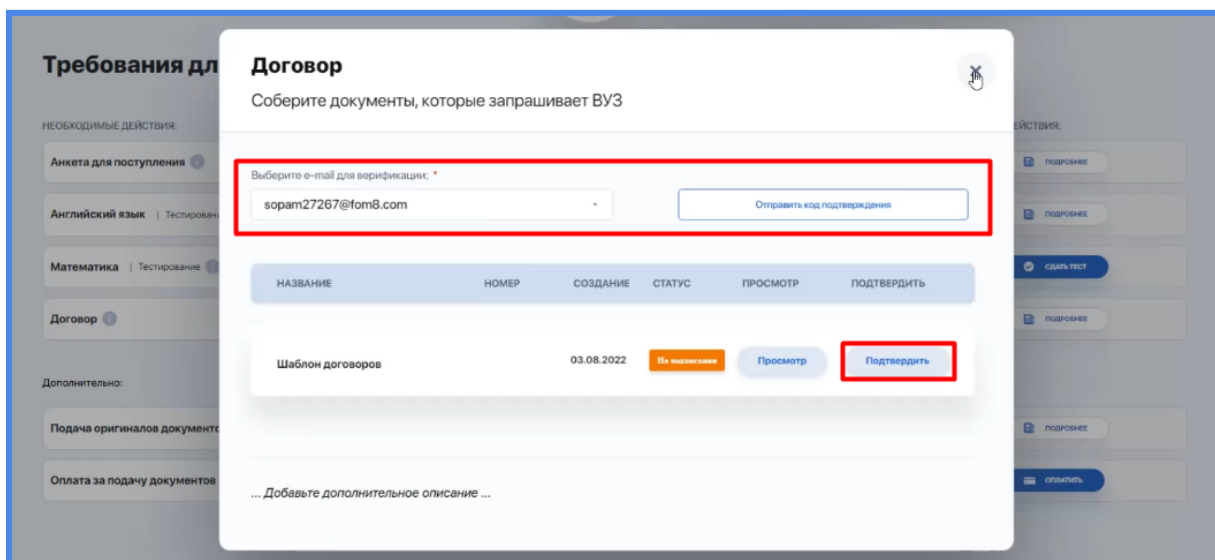 Требования дл
НЕОБХОДИМЫЕ ДЕЙСТВИЯ:
Анкета для поступления
Английский язык | Тестирован
Математика | Тестирование
Договор
Дополнительно:
Подача оригиналов документо
Оплата за подачу документов
Договор
Соберите документы, которые запрашивает ВУЗ
Выберите e-mail для верификации: *
sopam27267@fom8.com Отправить код подтверждения
НАЗВАНИЕ НОМЕР СОЗДАНИЕ СТАТУС ПРОСМОТР ПОДТВЕРДИТЬ
Шаблон договоров 03.08.2022 На подписании Просмотр Подтвердить
... Добавьте дополнительное описание ...
ЕЙСТВИЯ:
ПОДРОБНЕЕ
ПОДРОБНЕЕ
СДАТЬ ТЕСТ
ПОДРОБНЕЕ
ПОДРОБНЕЕ
ОПЛАТИТЬ